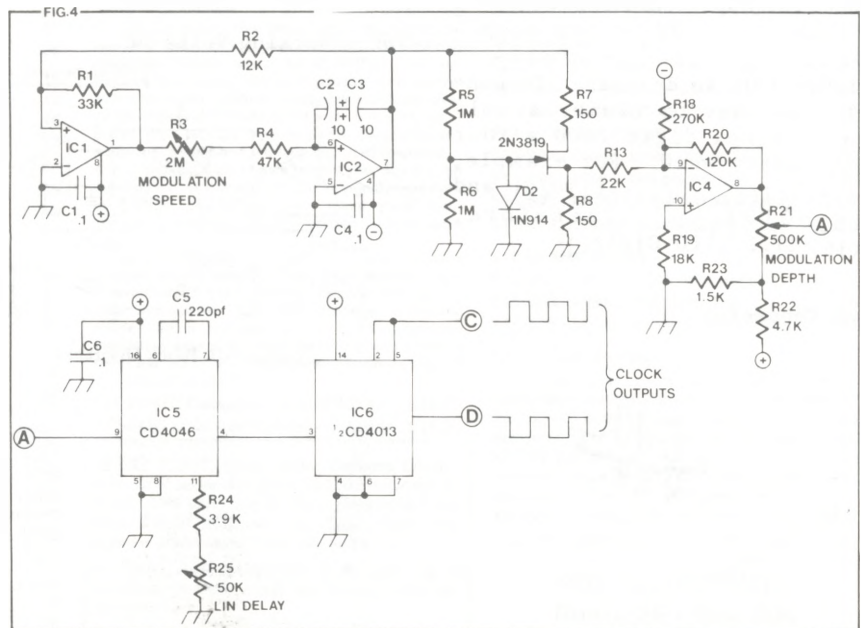 FIG.4
R2
12K
R1
33K
3
+
-
2
IC1
1
8
C1
.1
+
R3
2M
MODULATION
SPEED
R4
47K
C2 C3
+
+
10 10
6
+
-
5
IC2
7
4
C4
.1
-
R5
1M
R6
1M
D2
1N914
2N3819
R7
150
R8
150
R13
22K
-
R18
270K
R20
120K
9
-
+
10
IC4
8
R19
18K
R23
1.5K
R21
500K
MODULATION
DEPTH
A
R22
4.7K
+
+
C5
220pf
C6
.1
16 6 7
IC5
CD4046
A
9
4
5 8 11
R24
3.9K
R25
50K
LIN DELAY
+
14 2 5
IC6
1/2CD4013
3
4 6 7
C
D
CLOCK
OUTPUTS